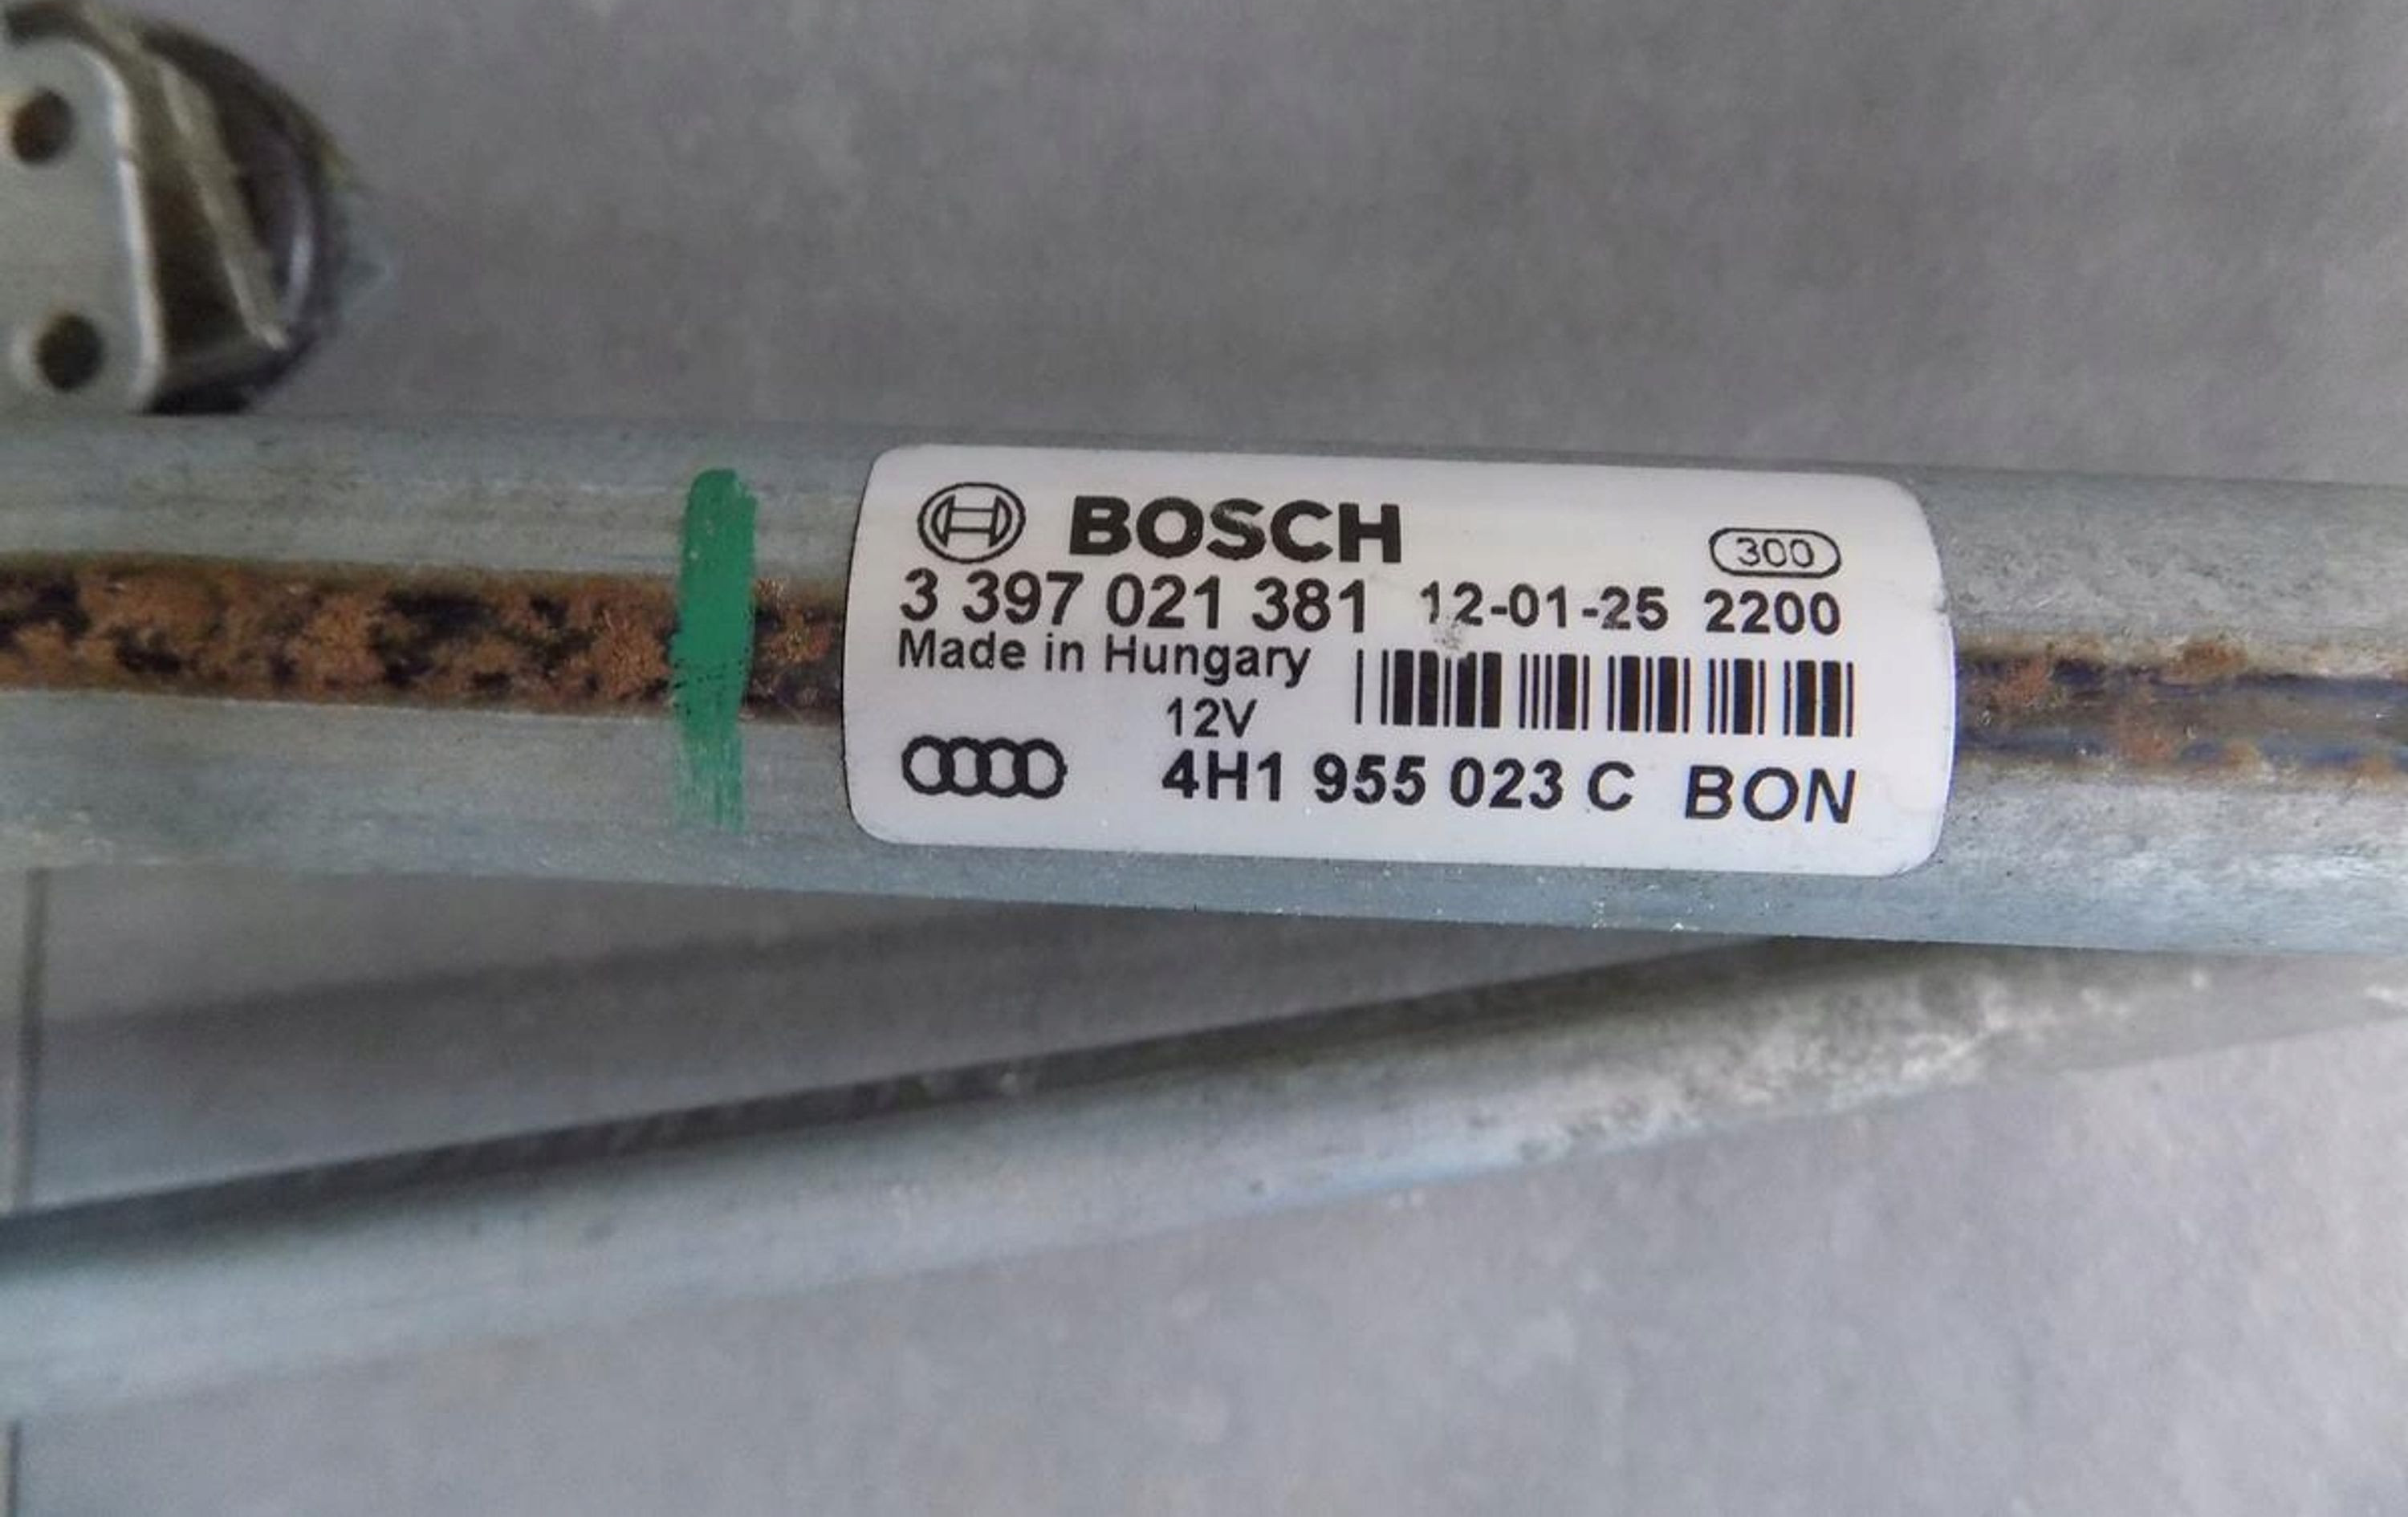 BOSCH 300
3 397 021 381 12-01-25 2200
Made in Hungary
12V
4H1 955 023 C BON